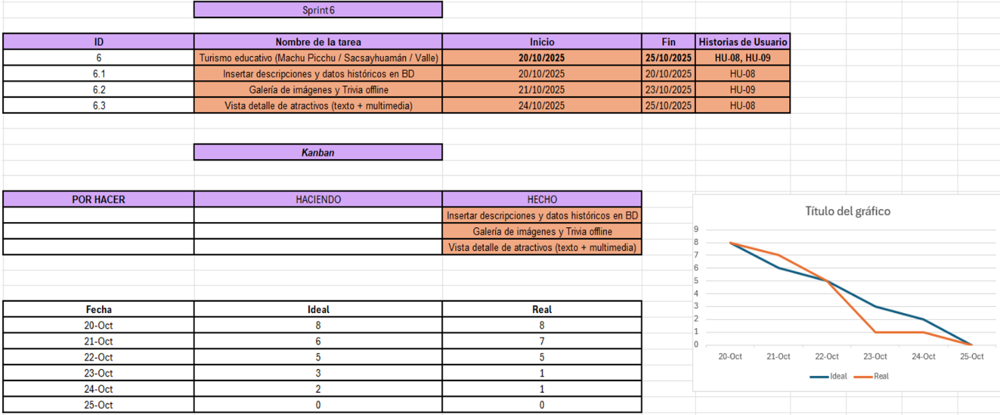 Sprint 6
ID Nombre de la tarea Inicio Fin Historias de Usuario
6 Turismo educativo (Machu Picchu / Sacsayhuamán / Valle) 20/10/2025 25/10/2025 HU-08, HU-09
6.1 Insertar descripciones y datos históricos en BD 20/10/2025 20/10/2025 HU-08
6.2 Galería de imágenes y Trivia offline 21/10/2025 23/10/2025 HU-09
6.3 Vista detalle de atractivos (texto + multimedia) 24/10/2025 25/10/2025 HU-08
Kanban
POR HACER HACIENDO HECHO
Insertar descripciones y datos históricos en BD
Galería de imágenes y Trivia offline
Vista detalle de atractivos (texto + multimedia)
Fecha Ideal Real
20-Oct 8 8
21-Oct 6 7
22-Oct 5 5
23-Oct 3 1
24-Oct 2 1
25-Oct 0 0
Título del gráfico
9
8
7
6
5
4
3
2
1
0
20-Oct 21-Oct 22-Oct 23-Oct 24-Oct 25-Oct
Ideal Real